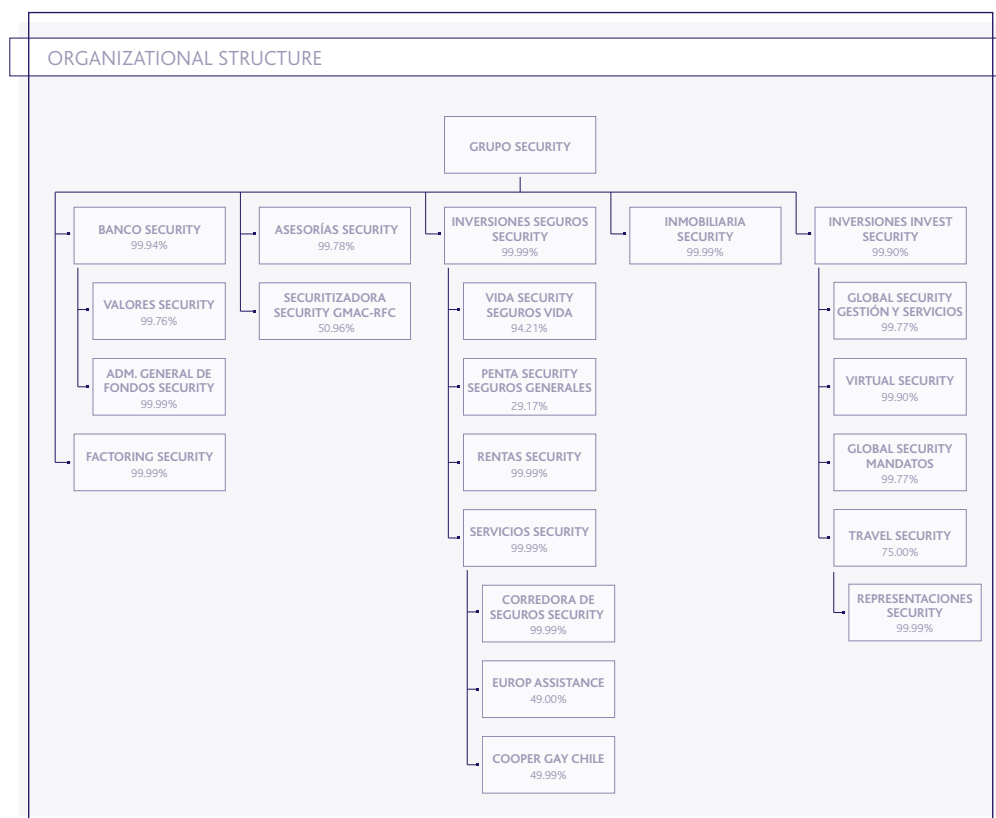 ORGANIZATIONAL STRUCTURE
GRUPO SECURITY
BANCO SECURITY
99.94%
VALORES SECURITY
99.76%
ADM. GENERAL DE
FONDOS SECURITY
99.99%
FACTORING SECURITY
99.99%
ASESORÍAS SECURITY
99.78%
SECURITIZADORA
SECURITY GMAC-RFC
50.96%
INVERSIONES SEGUROS
SECURITY
99.99%
VIDA SECURITY
SEGUROS VIDA
94.21%
PENTA SECURITY
SEGUROS GENERALES
29.17%
RENTAS SECURITY
99.99%
SERVICIOS SECURITY
99.99%
CORREDORA DE
SEGUROS SECURITY
99.99%
EUROP ASSISTANCE
49.00%
COOPER GAY CHILE
49.99%
INMOBILIARIA
SECURITY
99.99%
INVERSIONES INVEST
SECURITY
99.90%
GLOBAL SECURITY
GESTIÓN Y SERVICIOS
99.77%
VIRTUAL SECURITY
99.90%
GLOBAL SECURITY
MANDATOS
99.77%
TRAVEL SECURITY
75.00%
REPRESENTACIONES
SECURITY
99.99%